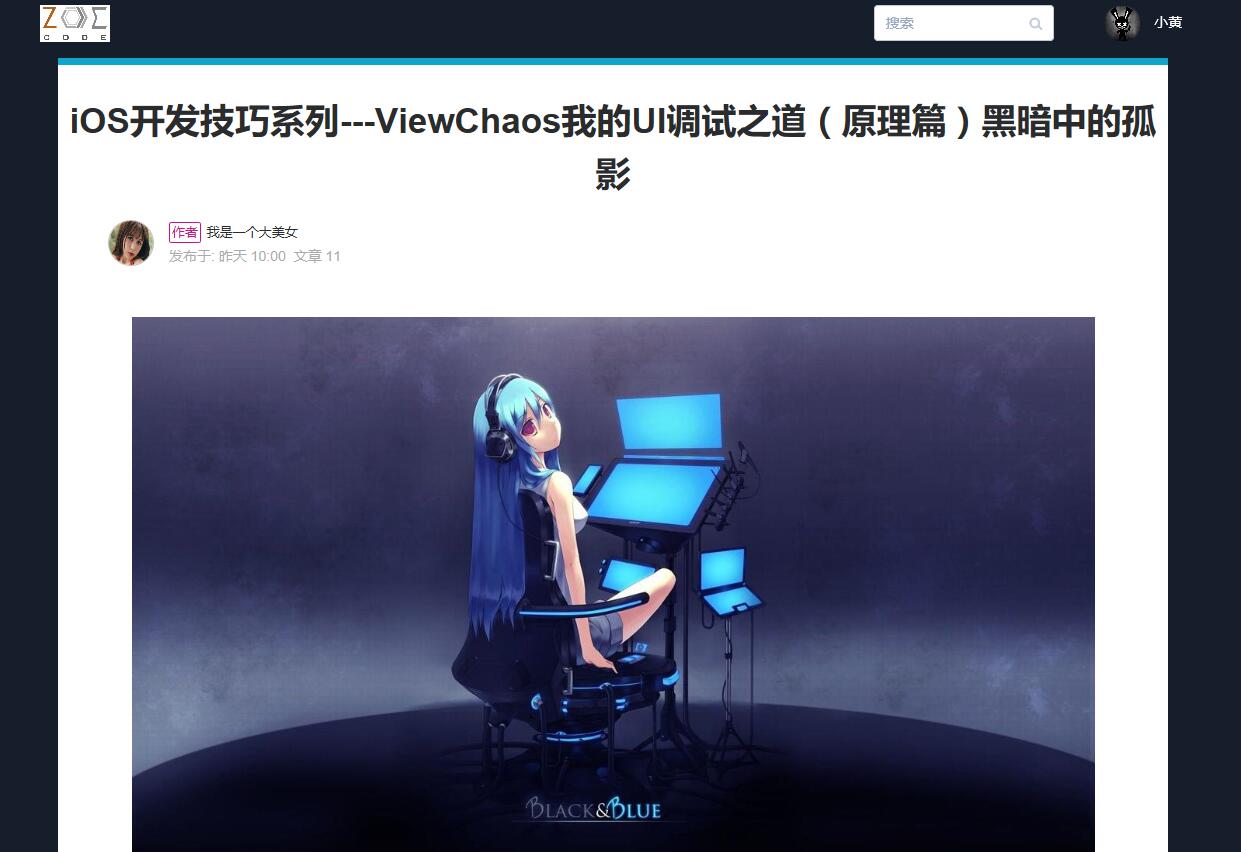 ZOE
CODE
搜索
小黄
iOS开发技巧系列---ViewChaos我的UI调试之道（原理篇）黑暗中的孤
影
作者 我是一个大美女
发布于: 昨天 10:00 文章 11
BLACK&BLUE